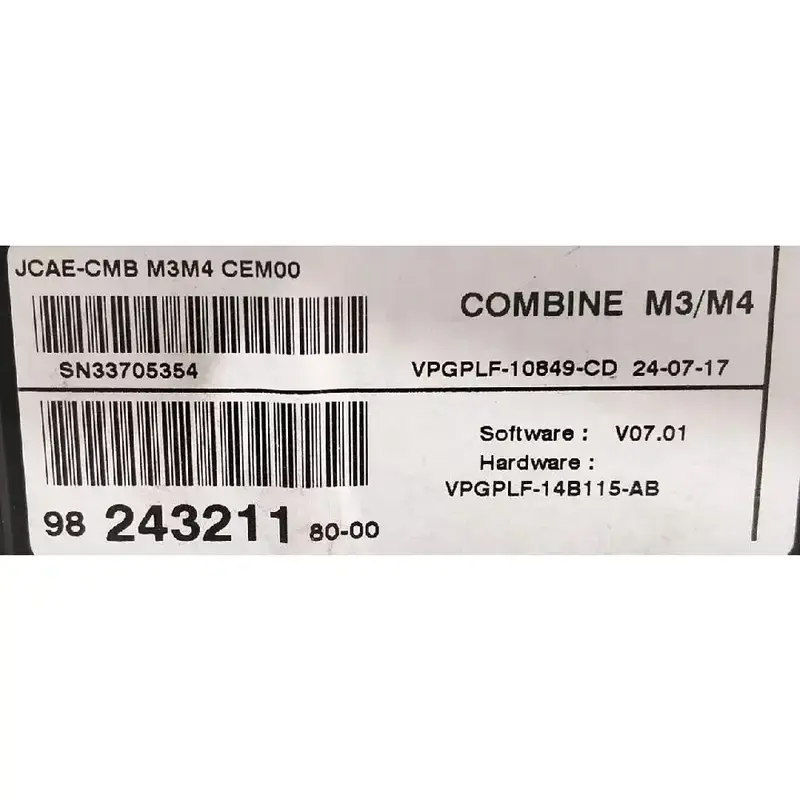 JCAE-CMB M3M4 CEM00
COMBINE M3/M4
SN33705354
VPGPLF-10849-CD 24-07-17
Software : V07.01
Hardware :
VPGPLF-14B115-AB
98 243211 80-00